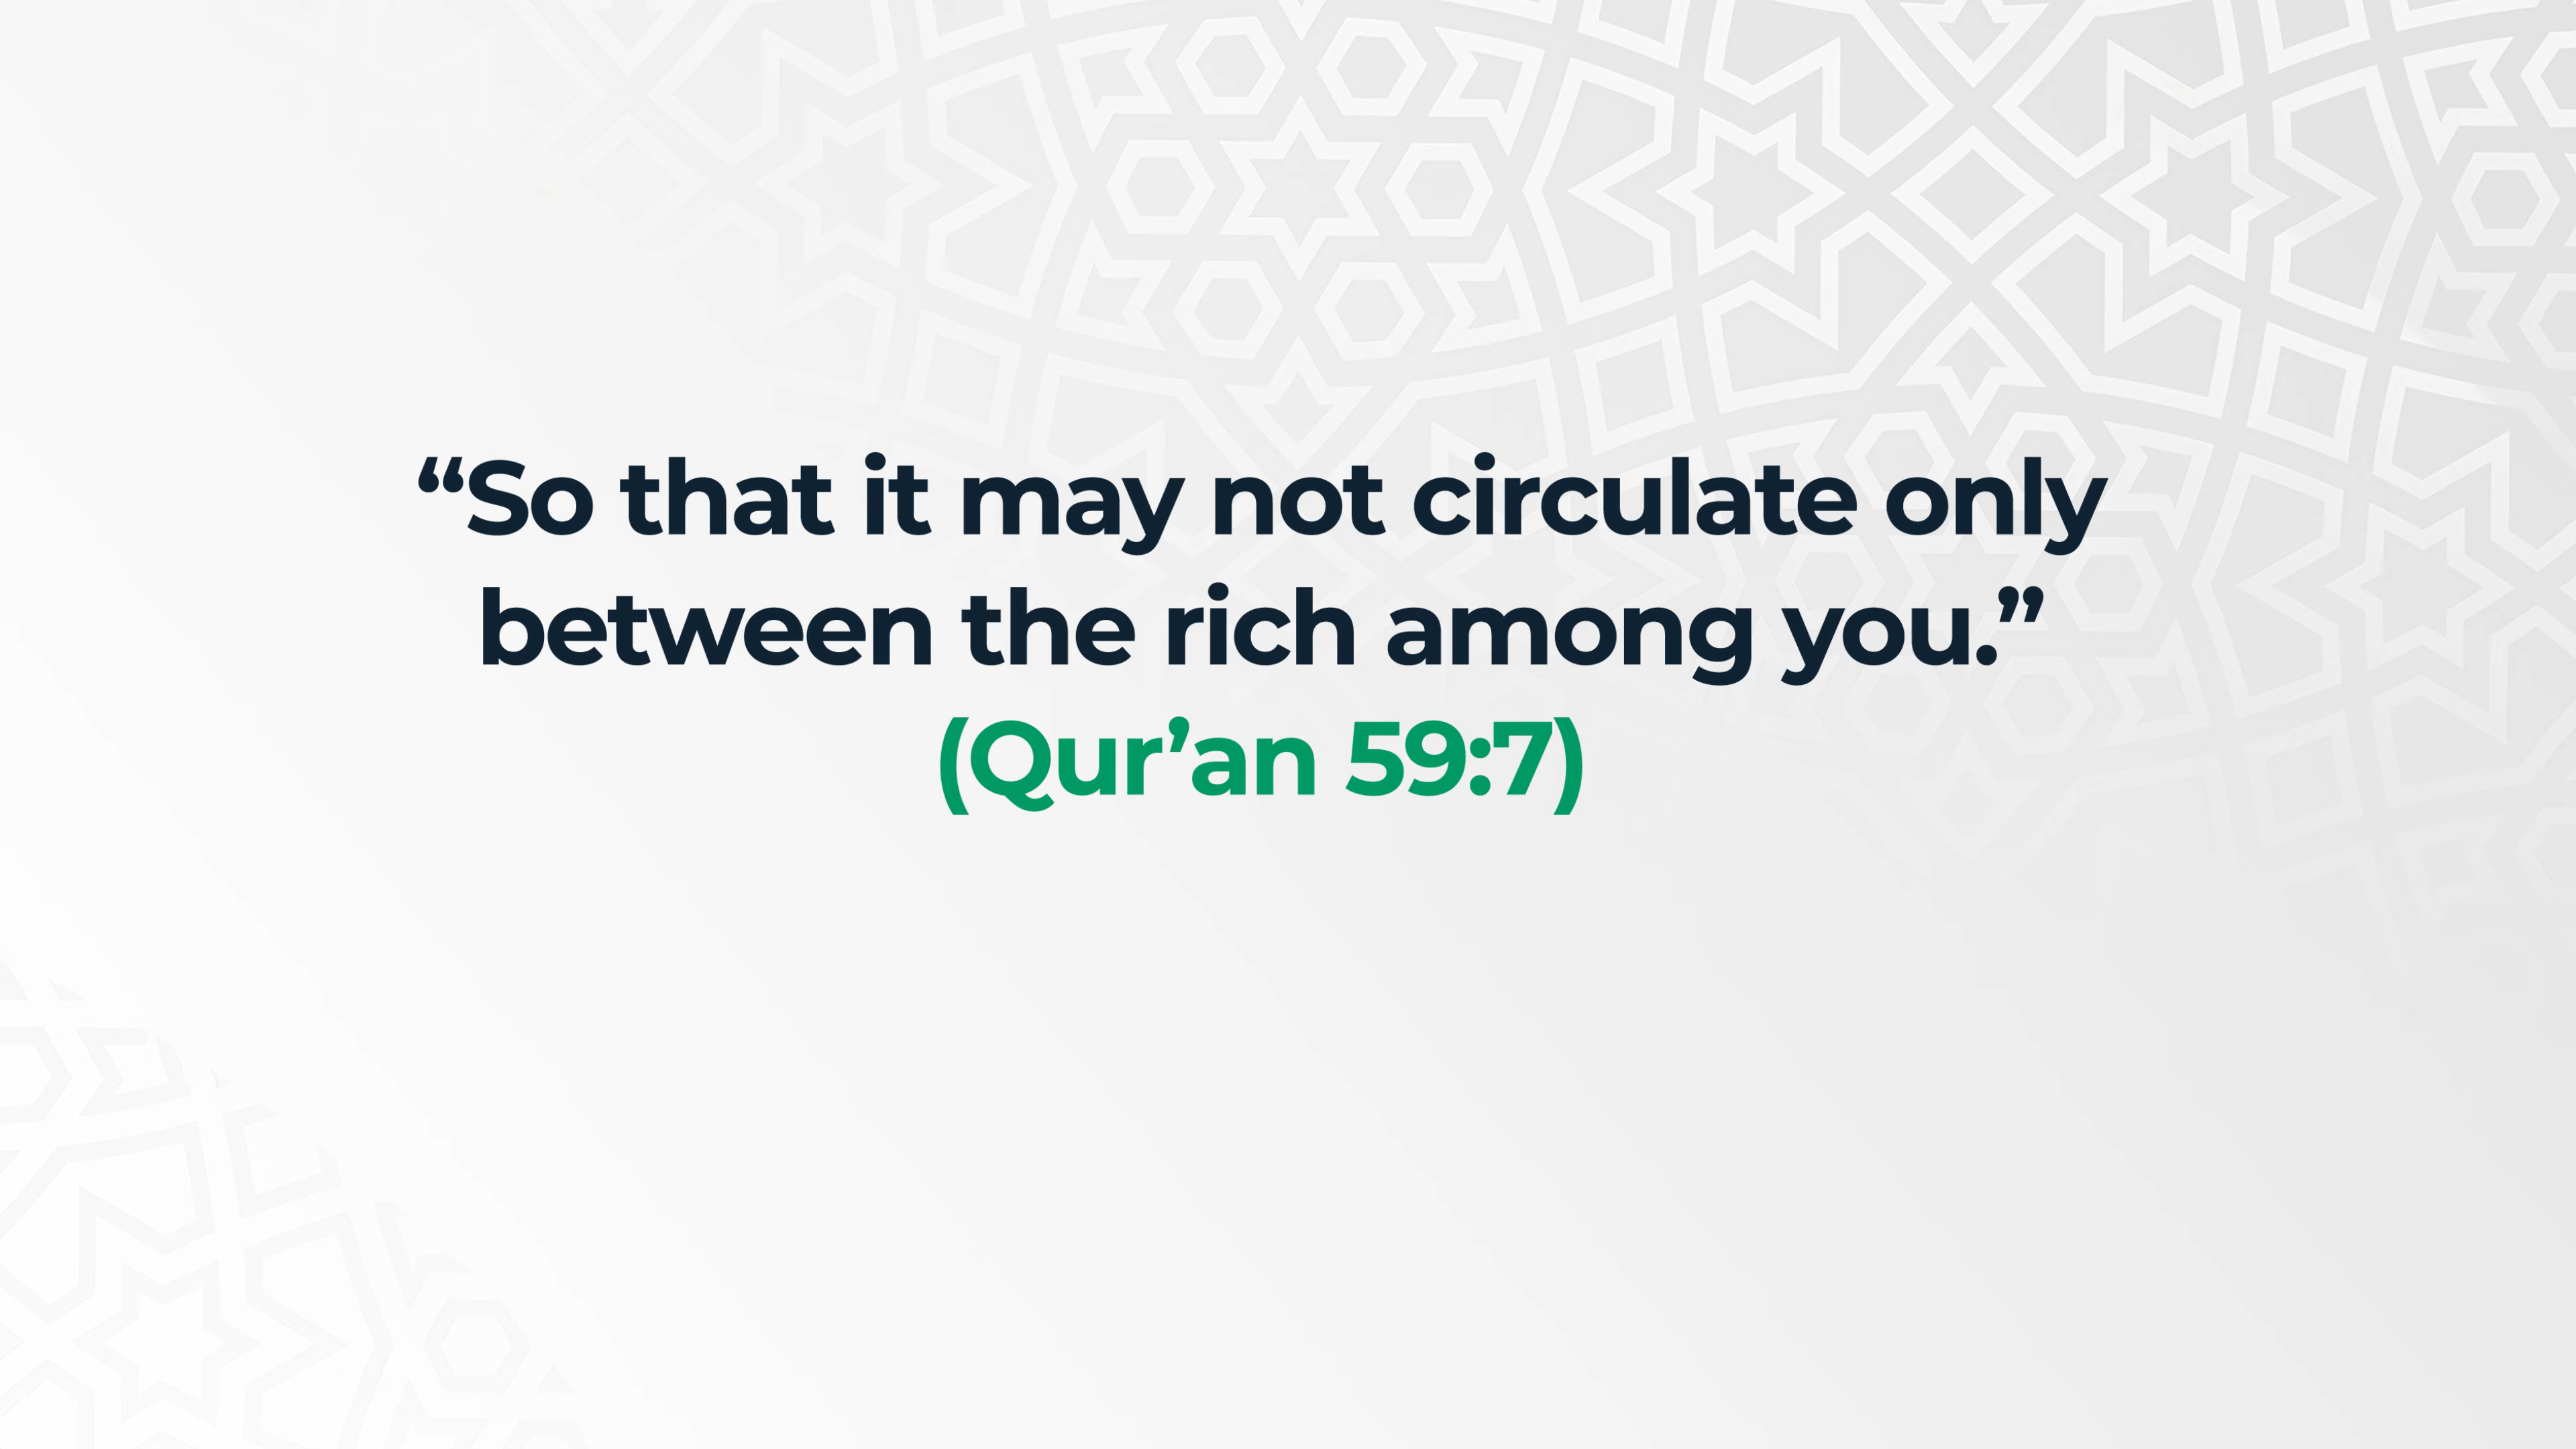 “So that it may not circulate only
between the rich among you.”
(Qur’an 59:7)